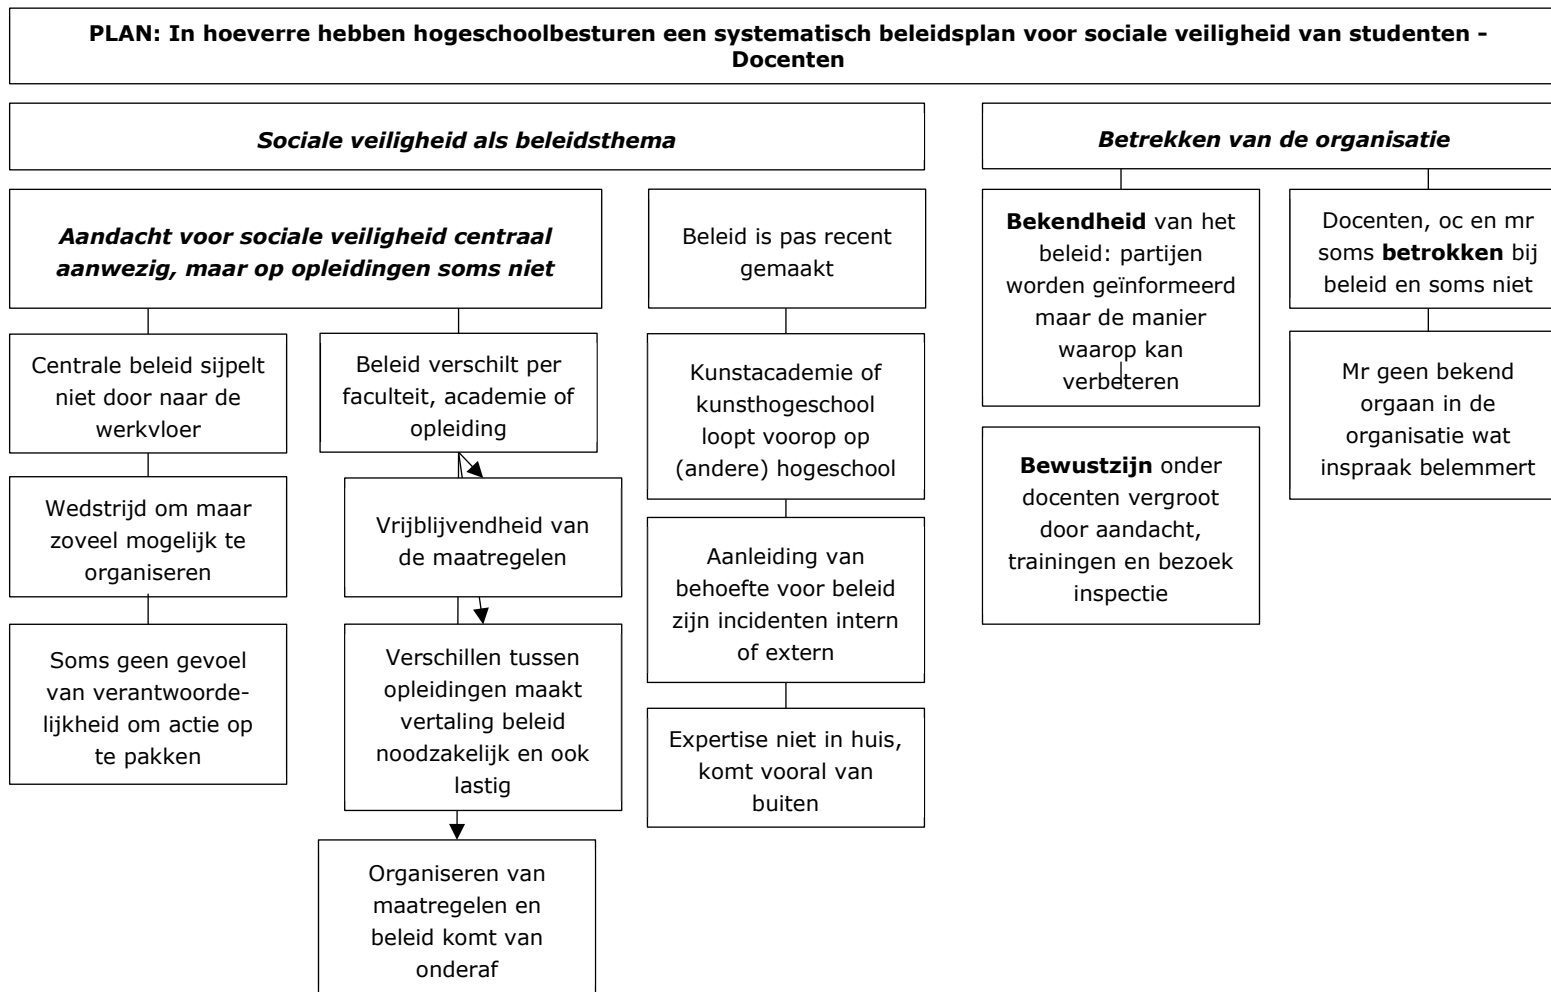 PLAN: In hoeverre hebben hogeschoolbesturen een systematisch beleidsplan voor sociale veiligheid van studenten -
Docenten
Sociale veiligheid als beleidsthema
Aandacht voor sociale veiligheid centraal
aanwezig, maar op opleidingen soms niet
Centrale beleid sijpelt
niet door naar de
werkvloer
Wedstrijd om maar
zoveel mogelijk te
organiseren
Soms geen gevoel
van verantwoorde-
lijkheid om actie op
te pakken
Beleid verschilt per
faculteit, academie of
opleiding
Vrijblijvendheid van
de maatregelen
Verschillen tussen
opleidingen maakt
vertaling beleid
noodzakelijk en ook
lastig
Organiseren van
maatregelen en
beleid komt van
onderaf
Beleid is pas recent
gemaakt
Kunstacademie of
kunsthogeschool
loopt voorop op
(andere) hogeschool
Aanleiding van
behoefte voor beleid
zijn incidenten intern
of extern
Expertise niet in huis,
komt vooral van
buiten
Betrekken van de organisatie
Bekendheid van het
beleid: partijen
worden geïnformeerd
maar de manier
waarop kan
verbeteren
Bewustzijn onder
docenten vergroot
door aandacht,
trainingen en bezoek
inspectie
Docenten, oc en mr
soms betrokken bij
beleid en soms niet
Mr geen bekend
orgaan in de
organisatie wat
inspraak belemmert